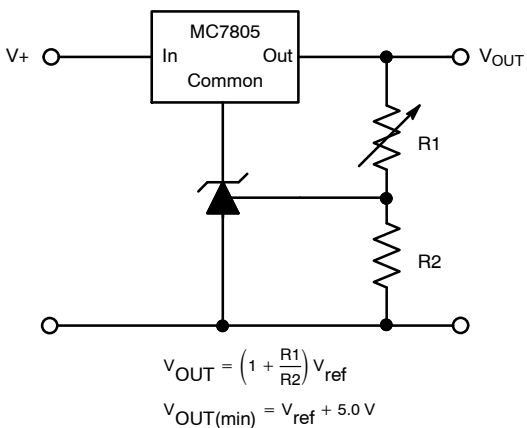 MC7805
V+
In
Out
VOUT
Common
R1
R2
VOUT = (1 + R1/R2) Vref
VOUT(min) = Vref + 5.0 V